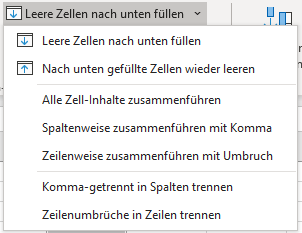 Leere Zellen nach unten füllen
Leere Zellen nach unten füllen
Nach unten gefüllte Zellen wieder leeren
Alle Zell-Inhalte zusammenführen
Spaltenweise zusammenführen mit Komma
Zeilenweise zusammenführen mit Umbruch
Komma-getrennt in Spalten trennen
Zeilenumbrüche in Zeilen trennen